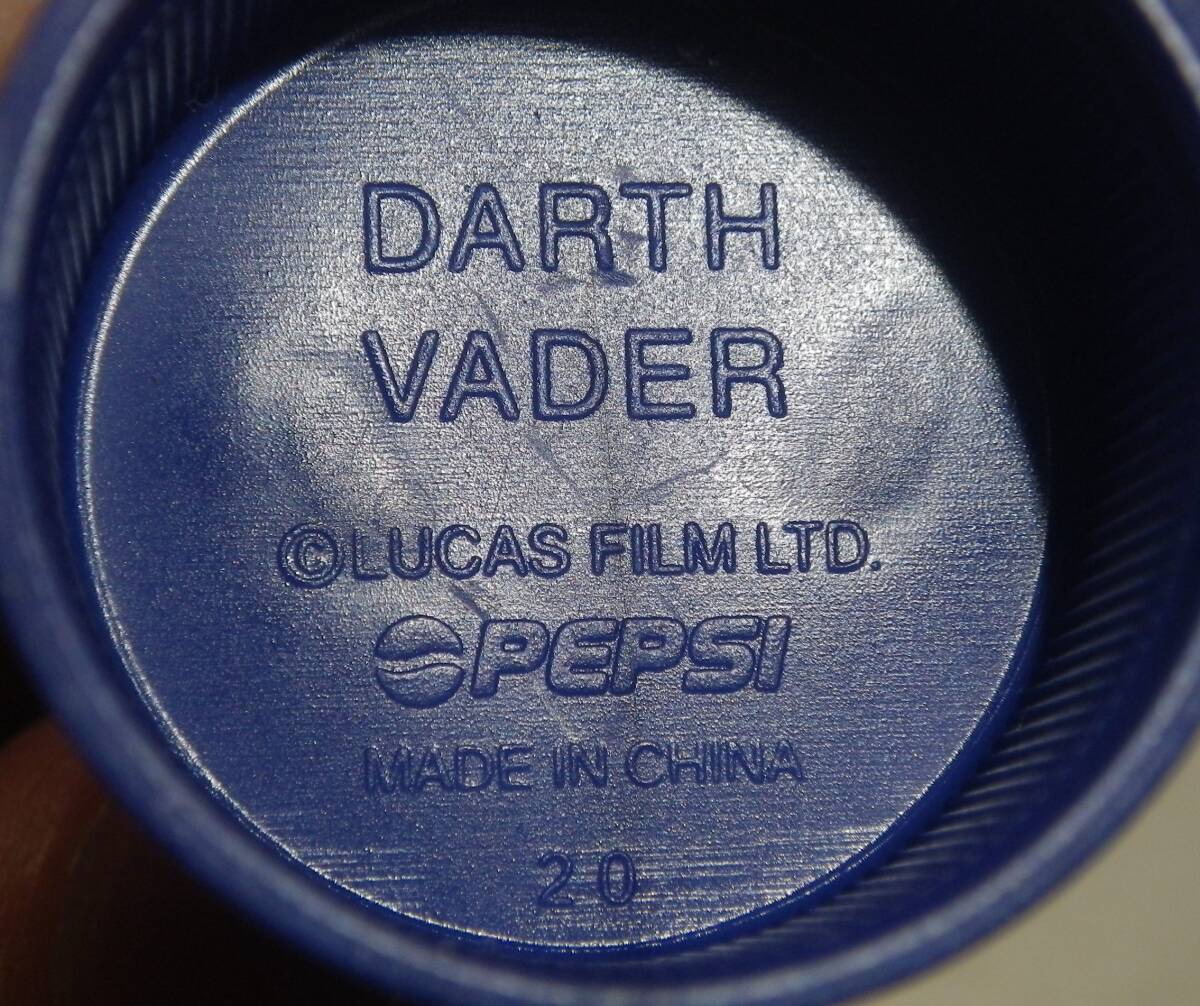 DARTH
VADER
©LUCAS FILM LTD.
PEPSI
MADE IN CHINA
20